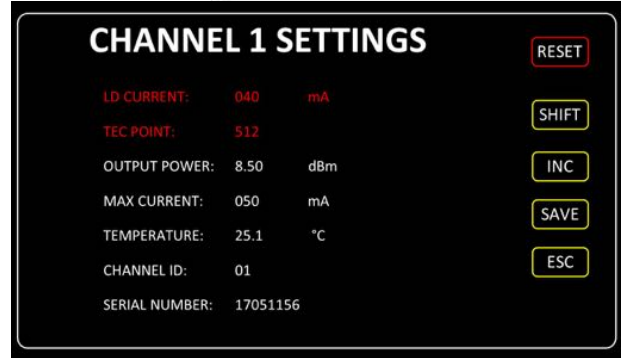 CHANNEL 1 SETTINGS
RESET
LD CURRENT: 040 mA
SHIFT
TEC POINT: 512
OUTPUT POWER: 8.50 dBm
INC
MAX CURRENT: 050 mA
SAVE
TEMPERATURE: 25.1 °C
ESC
CHANNEL ID: 01
SERIAL NUMBER: 17051156